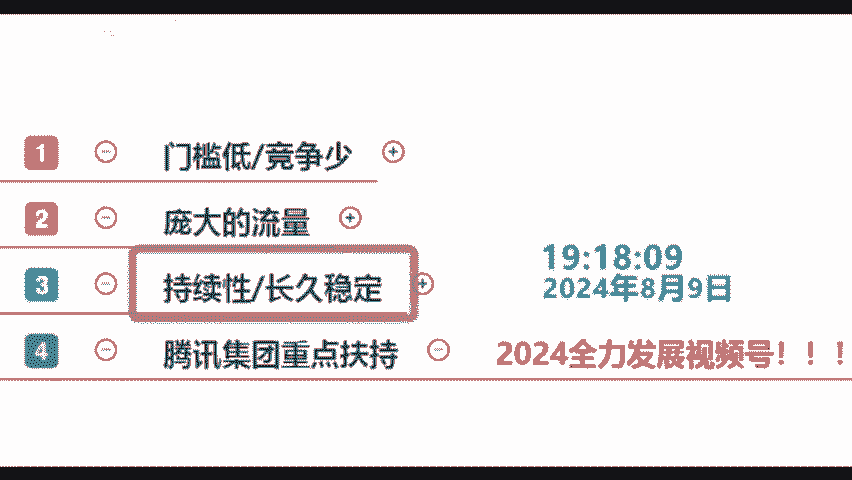 1 门槛低/竞争少
2 庞大的流量
3 持续性/长久稳定
19:18:09
2024年8月9日
4 腾讯集团重点扶持 2024全力发展视频号！！！